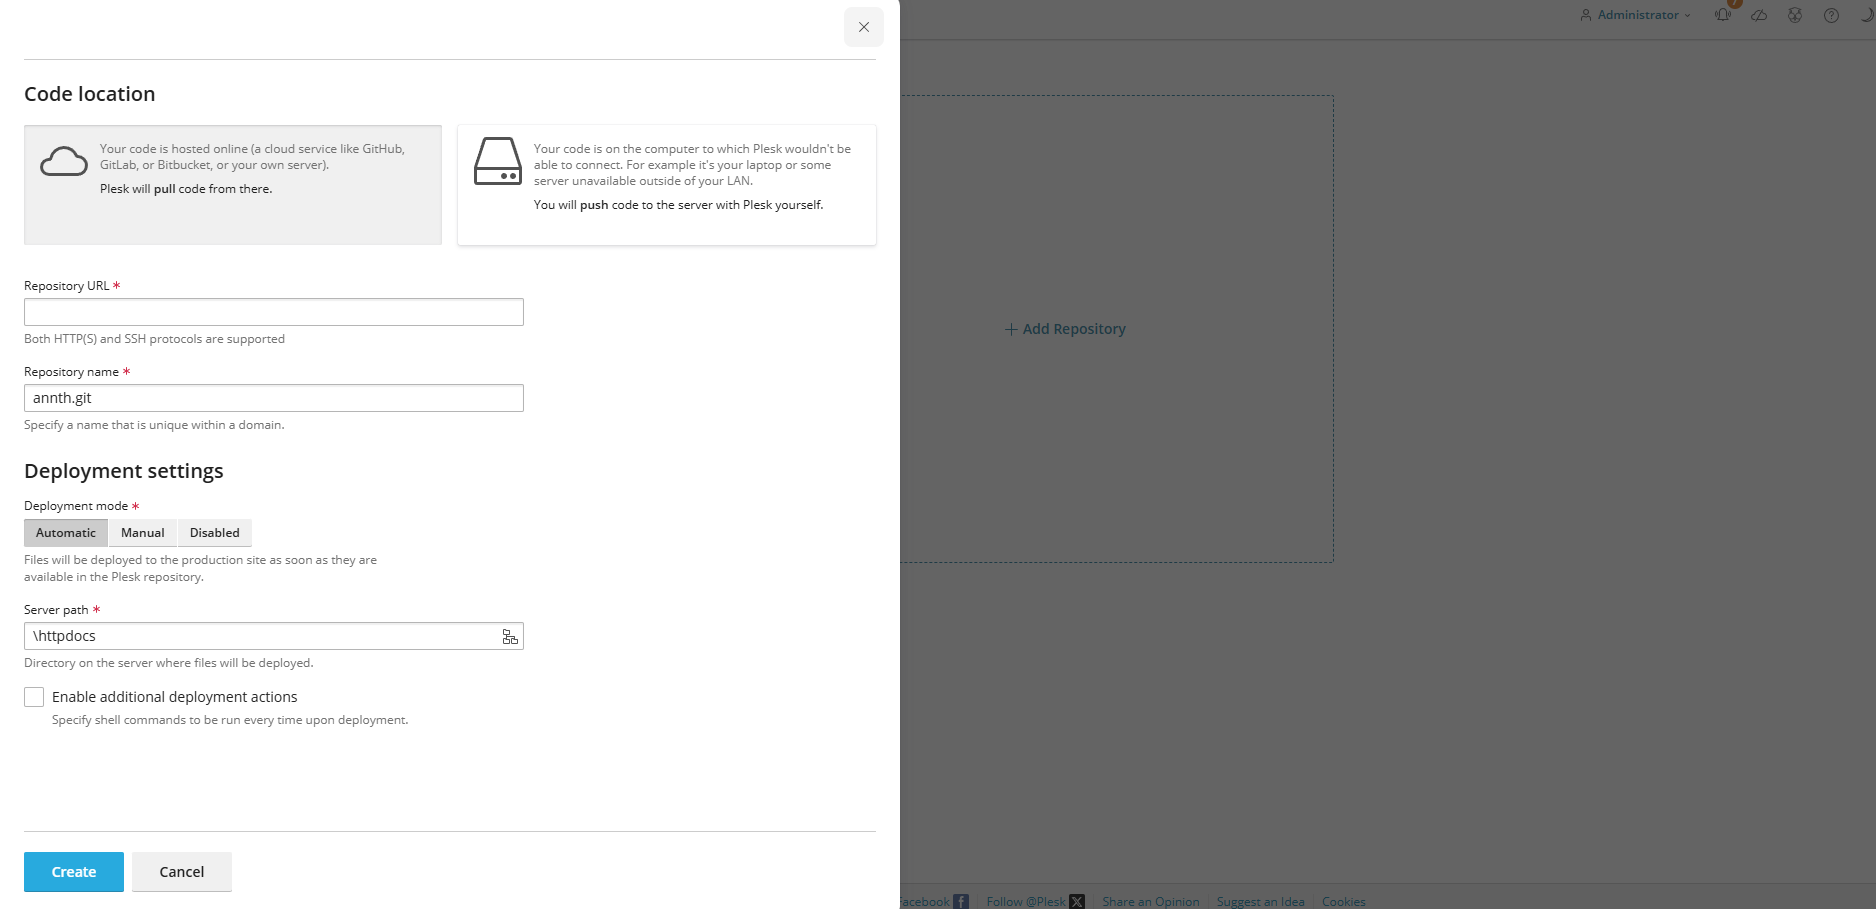 Administrator
Code location
Your code is hosted online (a cloud service like GitHub,
GitLab, or Bitbucket, or your own server).
Plesk will pull code from there.
Your code is on the computer to which Plesk wouldn't be
able to connect. For example it's your laptop or some
server unavailable outside of your LAN.
You will push code to the server with Plesk yourself.
Repository URL *
Both HTTP(S) and SSH protocols are supported
+ Add Repository
Repository name *
annth.git
Specify a name that is unique within a domain.
Deployment settings
Deployment mode *
Automatic Manual Disabled
Files will be deployed to the production site as soon as they are
available in the Plesk repository.
Server path *
\httpdocs
Directory on the server where files will be deployed.
Enable additional deployment actions
Specify shell commands to be run every time upon deployment.
Create Cancel
Facebook Follow @Plesk Share an Opinion Suggest an Idea Cookies